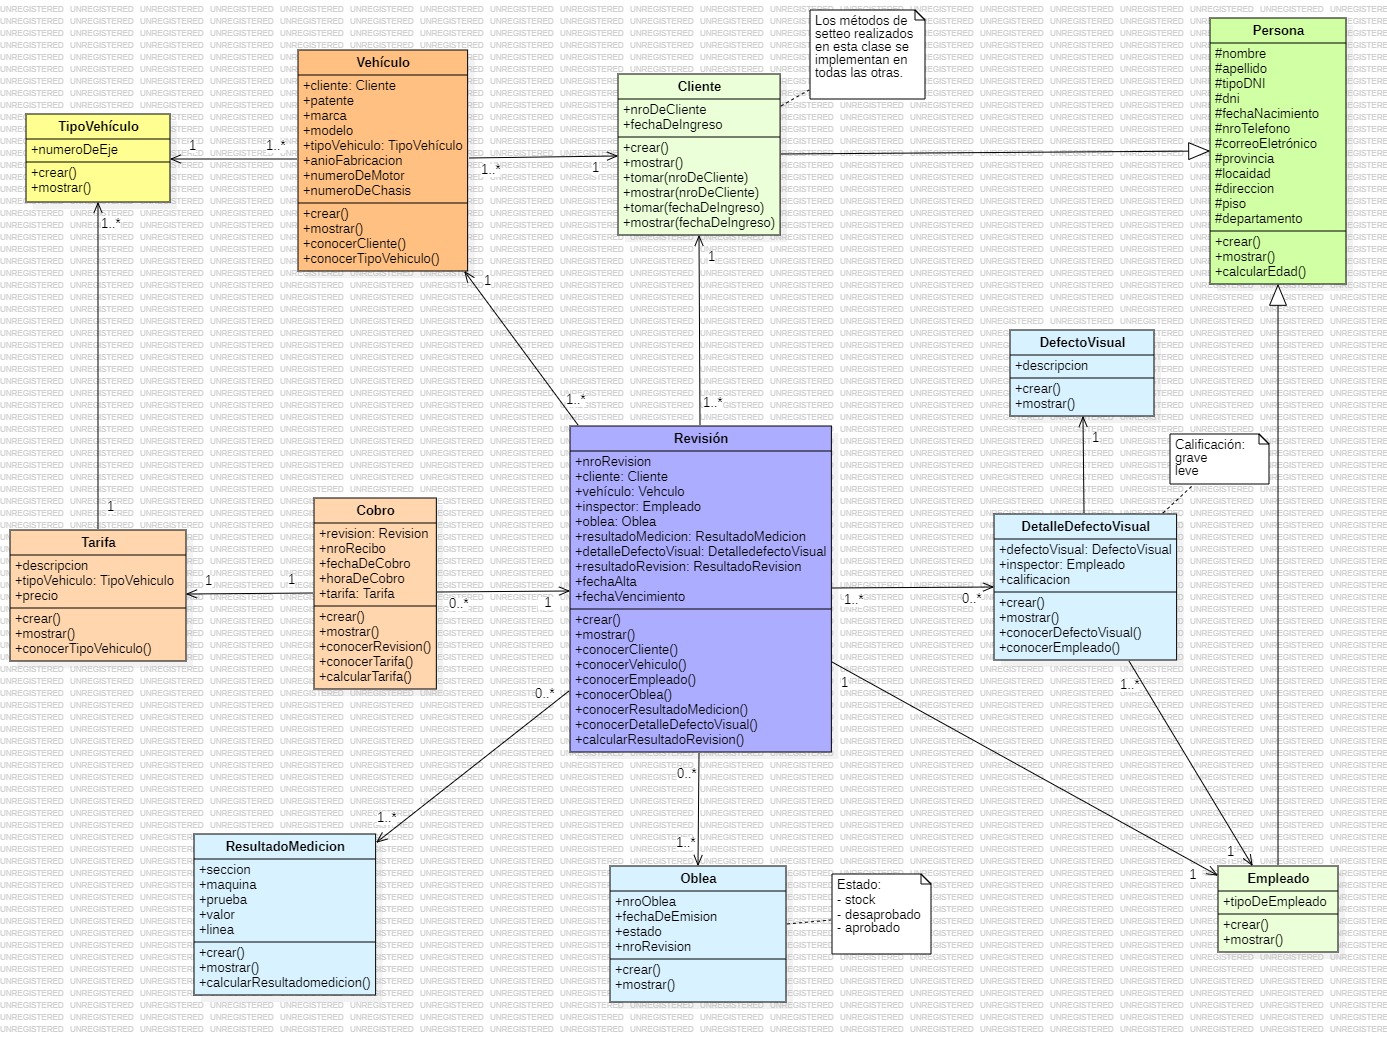 Los métodos de
setteo realizados
en esta clase se
implementan en
todas las otras.
Persona
#nombre
#apellido
#tipoDNI
#dni
#fechaNacimiento
#nroTelefono
#correoEletrónico
#provincia
#locaidad
#direccion
#piso
#departamento
+crear()
+mostrar()
+calcularEdad()
Vehículo
+cliente: Cliente
+patente
+marca
+modelo
+tipoVehiculo: TipoVehículo
+anioFabricacion
+numeroDeMotor
+numeroDeChasis
+crear()
+mostrar()
+conocerCliente()
+conocerTipoVehiculo()
Cliente
+nroDeCliente
+fechaDeIngreso
+crear()
+mostrar()
+tomar(nroDeCliente)
+mostrar(nroDeCliente)
+tomar(fechaDeIngreso)
+mostrar(fechaDeIngreso)
TipoVehículo
+numeroDeEje
+crear()
+mostrar()
1
1..*
1..*
1
1..*
1
1
1..*
1..*
1
DefectoVisual
+descripcion
+crear()
+mostrar()
1
Calificación:
grave
leve
Revisión
+nroRevision
+cliente: Cliente
+vehículo: Vehculo
+inspector: Empleado
+oblea: Oblea
+resultadoMedicion: ResultadoMedicion
+detalleDefectoVisual: DetalledefectoVisual
+resultadoRevision: ResultadoRevision
+fechaAlta
+fechaVencimiento
+crear()
+mostrar()
+conocerCliente()
+conocerVehiculo()
+conocerEmpleado()
+conocerOblea()
+conocerResultadoMedicion()
+conocerDetalleDefectoVisual()
+calcularResultadoRevision()
Cobro
+revision: Revision
+nroRecibo
+fechaDeCobro
+horaDeCobro
+tarifa: Tarifa
+crear()
+mostrar()
+conocerRevision()
+conocerTarifa()
+calcularTarifa()
Tarifa
+descripcion
+tipoVehiculo: TipoVehiculo
+precio
+crear()
+mostrar()
+conocerTipoVehiculo()
DetalleDefectoVisual
+defectoVisual: DefectoVisual
+inspector: Empleado
+calificacion
+crear()
+mostrar()
+conocerDefectoVisual()
+conocerEmpleado()
1
1
0..*
1
1..*
0..*
0..*
1..*
1
1
1..*
1
0..*
1..*
ResultadoMedicion
+seccion
+maquina
+prueba
+valor
+linea
+crear()
+mostrar()
+calcularResultadomedicion()
Oblea
+nroOblea
+fechaDeEmision
+estado
+nroRevision
+crear()
+mostrar()
Estado:
- stock
- desaprobado
- aprobado
Empleado
+tipoDeEmpleado
+crear()
+mostrar()
UNREGISTERED